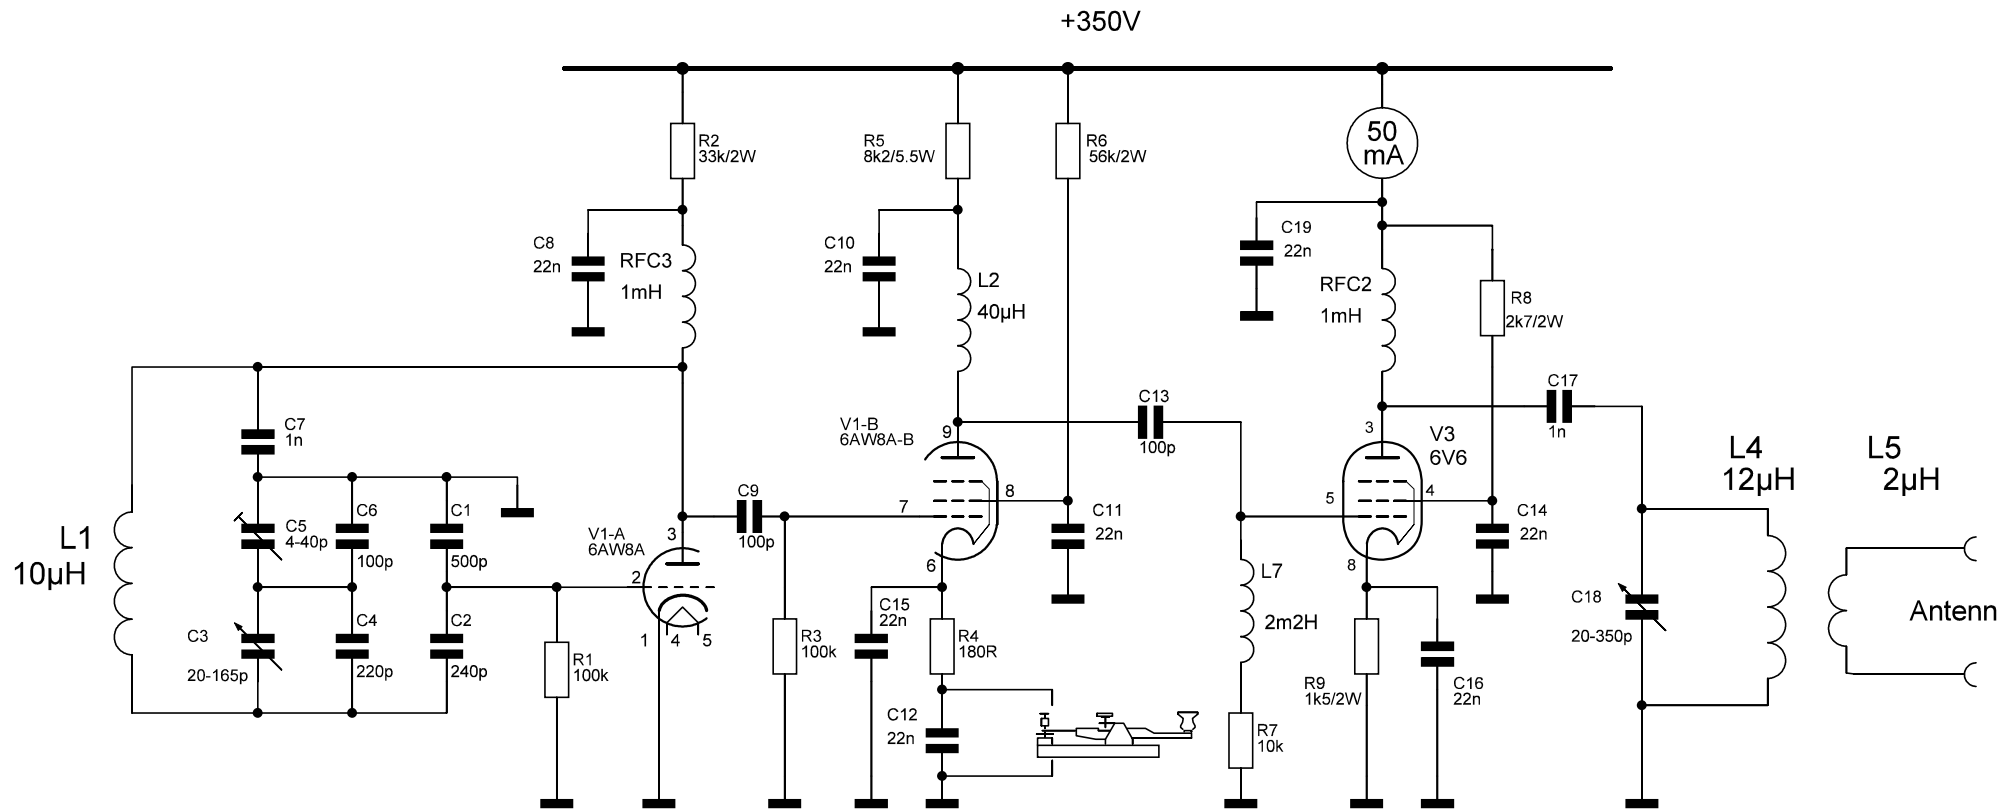 +350V
R2
33k/2W
R5
8k2/5.5W
R6
56k/2W
50
mA
C8
22n
RFC3
1mH
C10
22n
L2
40µH
C19
22n
RFC2
1mH
R8
2k7/2W
C7
1n
V1-B
6AW8A-B
9
C13
100p
3
V3
6V6
C17
1n
L4
12µH
L5
2µH
L1
10µH
C5
4-40p
C6
100p
C1
500p
V1-A
6AW8A
3
2
1
4
5
C9
100p
7
8
6
C11
22n
5
4
8
C14
22n
C3
20-165p
C4
220p
C2
240p
R1
100k
R3
100k
C15
22n
R4
180R
C12
22n
L7
2m2H
R7
10k
R9
1k5/2W
C16
22n
C18
20-350p
Antenn